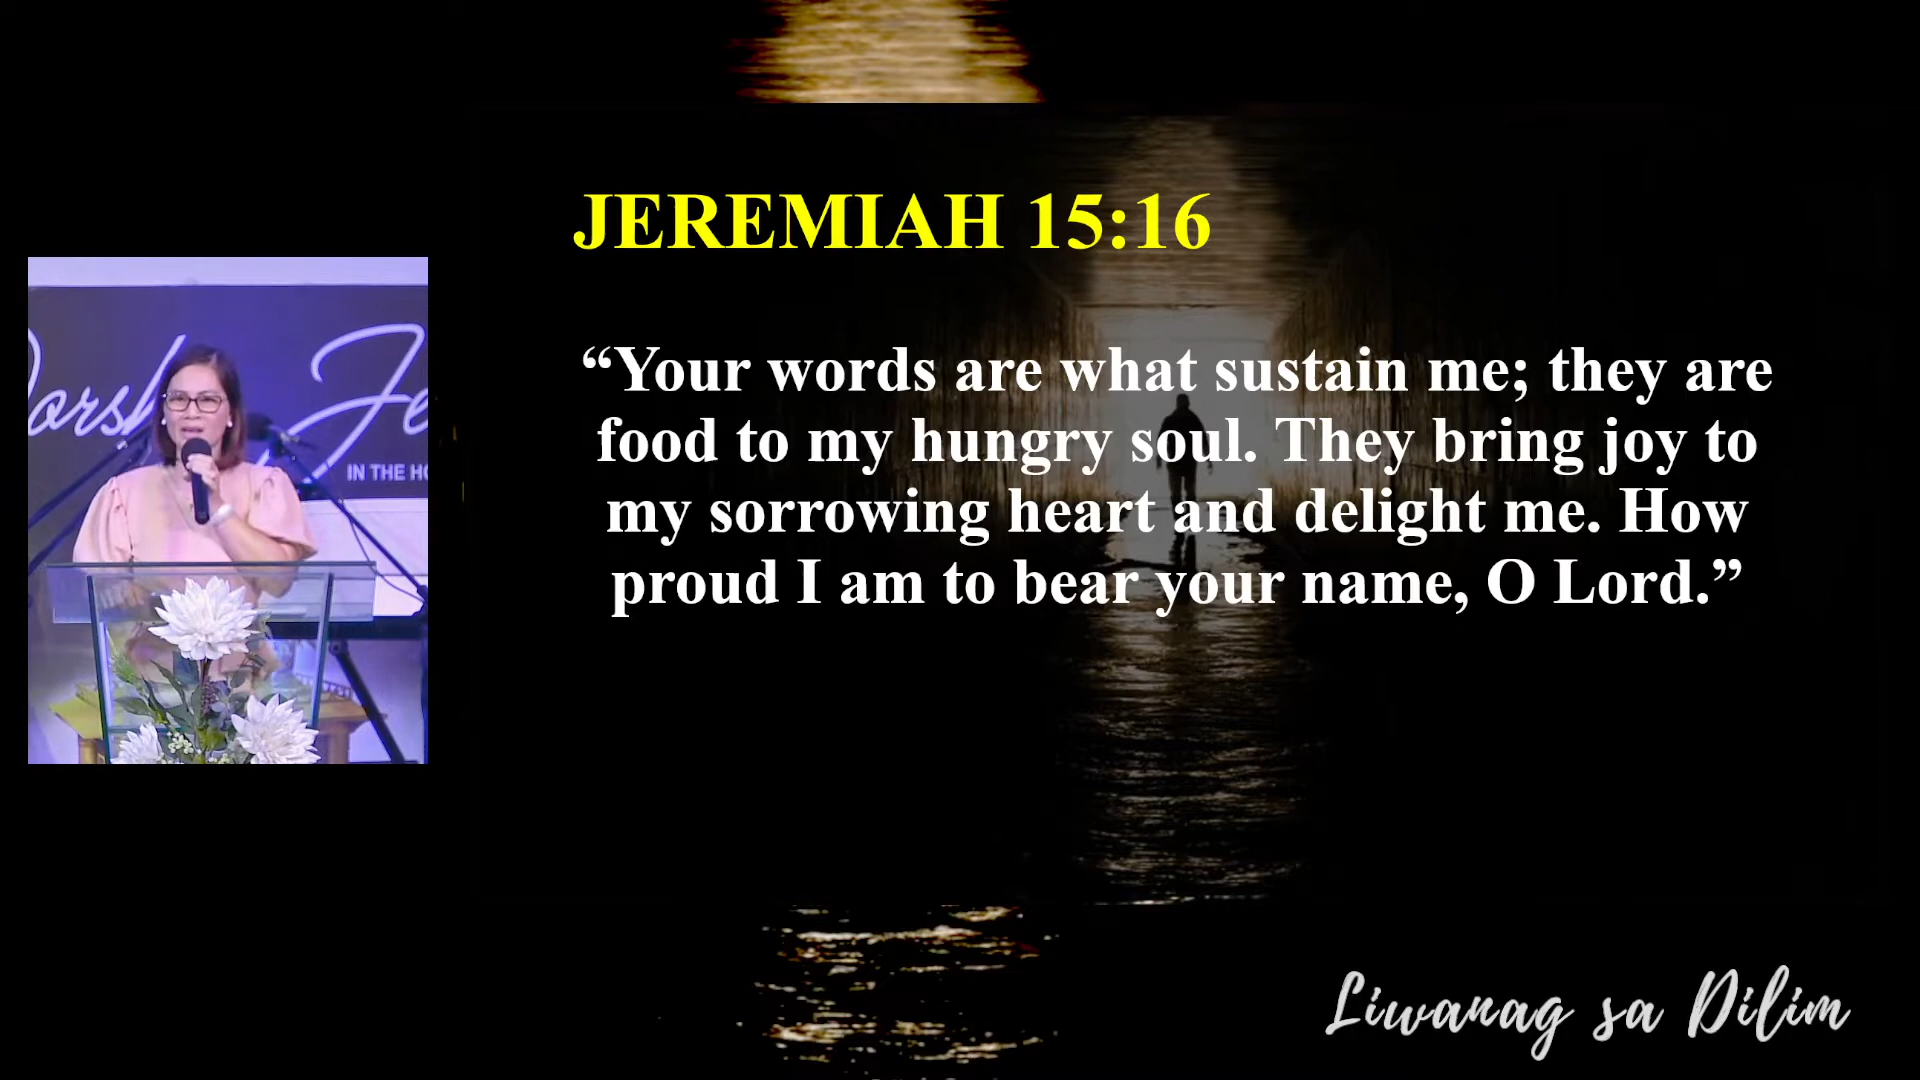 JEREMIAH 15:16
“Your words are what sustain me; they are
food to my hungry soul. They bring joy to
my sorrowing heart and delight me. How
proud I am to bear your name, O Lord.”
IN THE
Liwanag sa Dilim